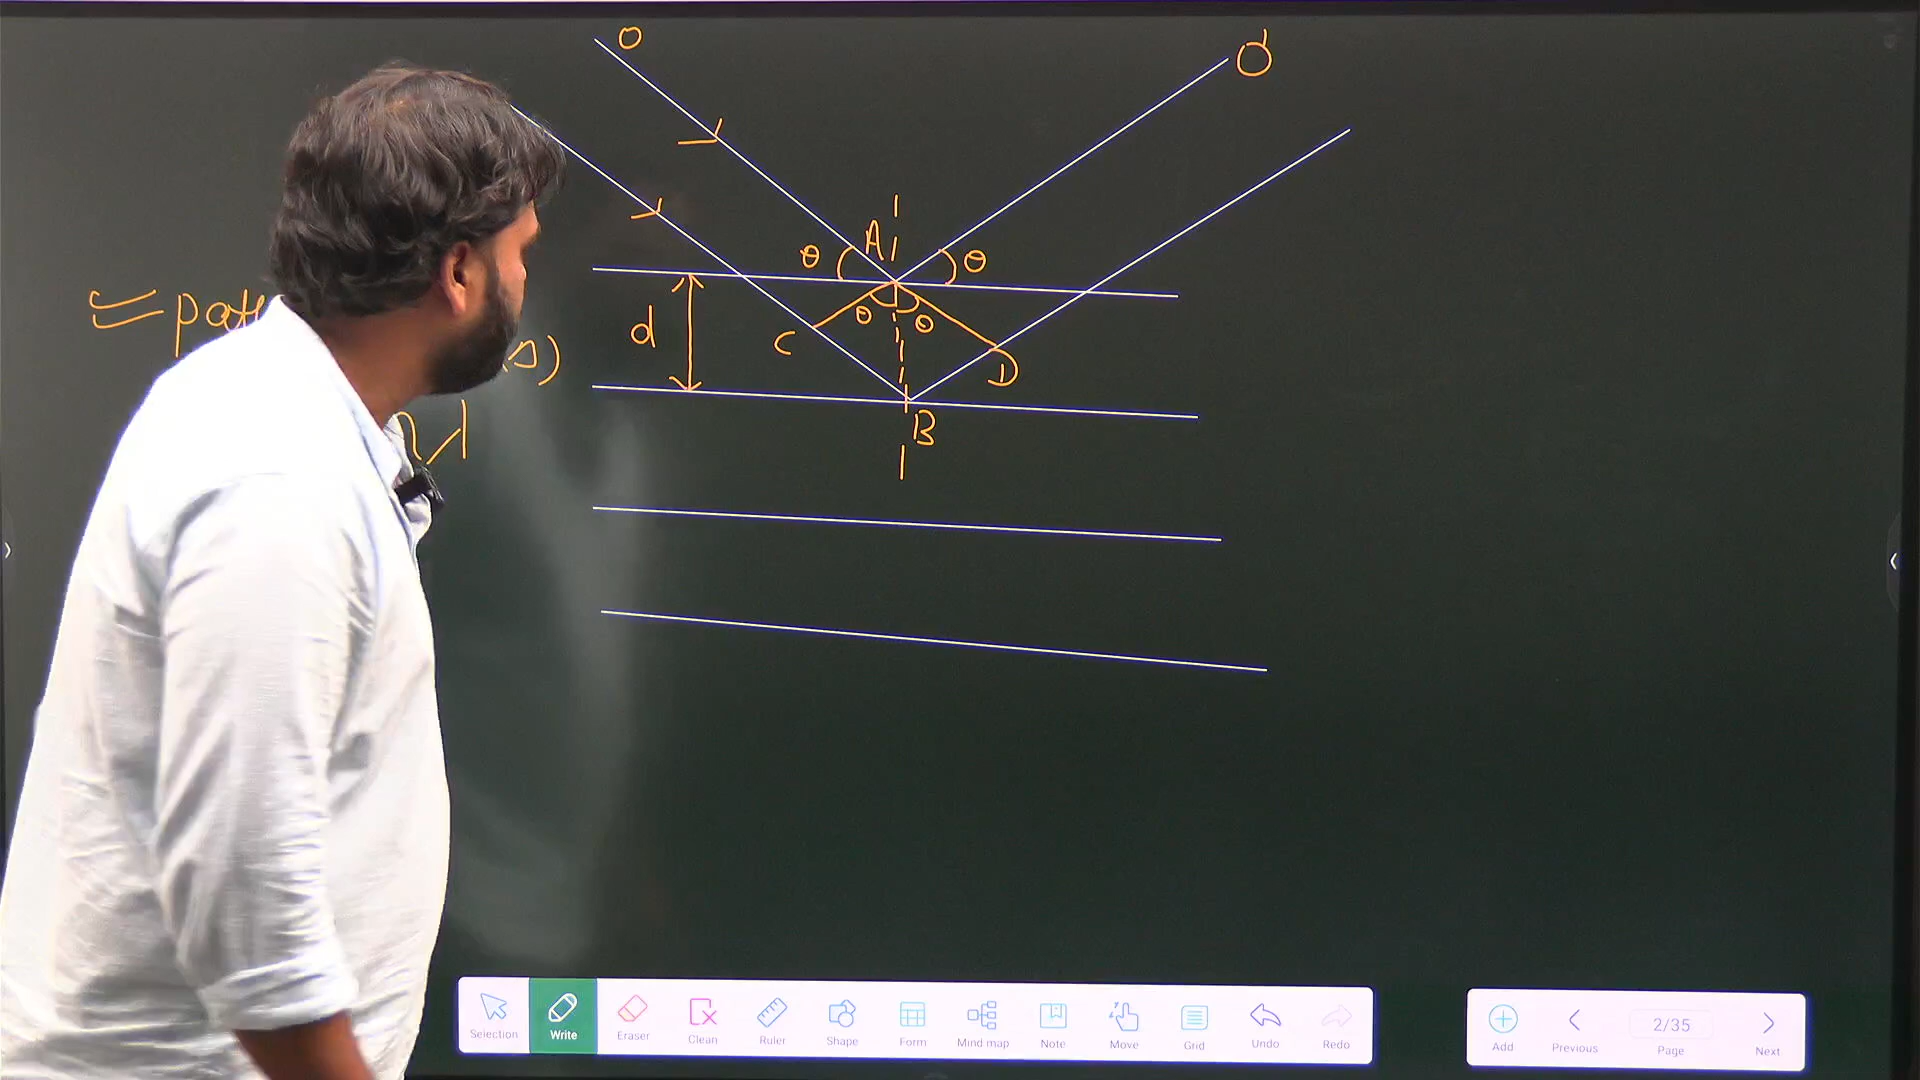 O
O'
A
θ
θ
θ
θ
d
C
D
B
(Δ)
nλ
Selection
Write
Eraser
Clean
Ruler
Shape
Form
Mind map
Note
Move
Grid
Undo
Redo
Add
Previous
2/35
Page
Next